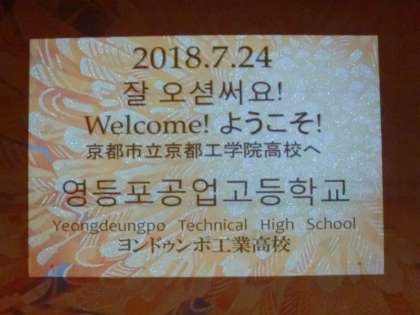 2018.7.24
잘 오셨써요!
Welcome! ようこそ!
京都市立京都工学院高校へ
영등포공업고등학교
Yeongdeungpo Technical High School
ヨンドゥンポ工業高校